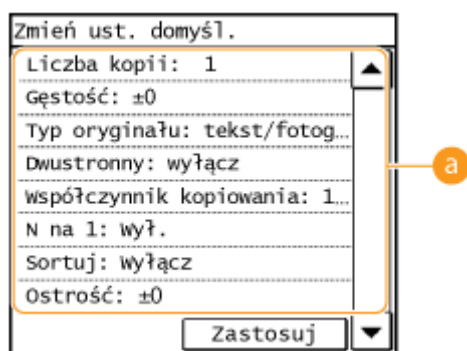 Zmień ust. domyśl.
Liczba kopii: 1
Gęstość: ±0
Typ oryginału: tekst/fotog...
Dwustronny: wyłącz
Współczynnik kopiowania: 1...
N na 1: Wył.
Sortuj: Wyłącz
Ostrość: ±0
Zastosuj
a